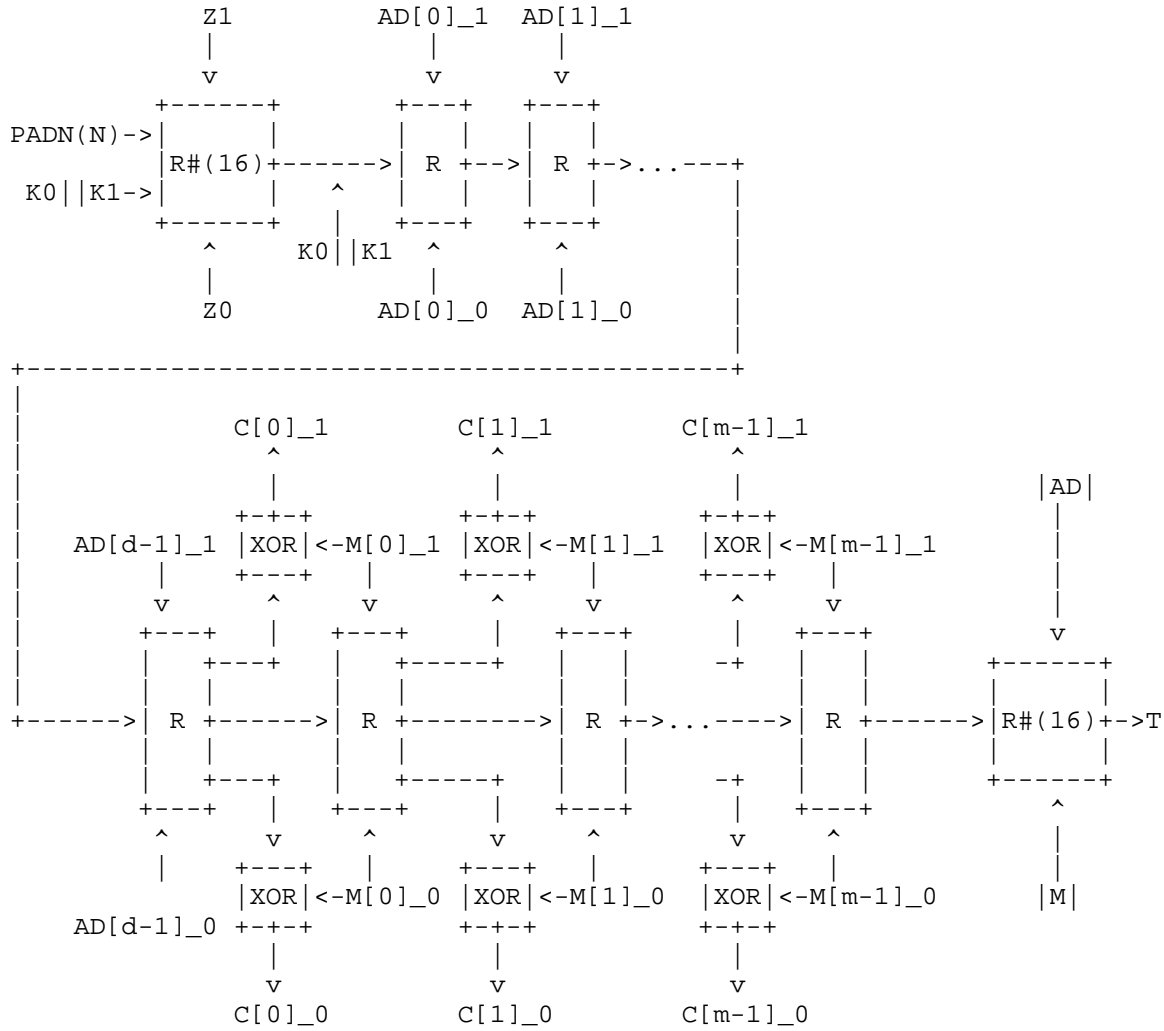 Z1 AD[0]_1 AD[1]_1
PADN(N)->
R#(16) R R ...
K0||K1->
K0||K1
Z0 AD[0]_0 AD[1]_0
C[0]_1 C[1]_1 C[m-1]_1
|AD|
AD[d-1]_1 |XOR|<-M[0]_1 |XOR|<-M[1]_1 |XOR|<-M[m-1]_1
R R R ... R R#(16) ->T
|XOR|<-M[0]_0 |XOR|<-M[1]_0 |XOR|<-M[m-1]_0 |M|
AD[d-1]_0
C[0]_0 C[1]_0 C[m-1]_0